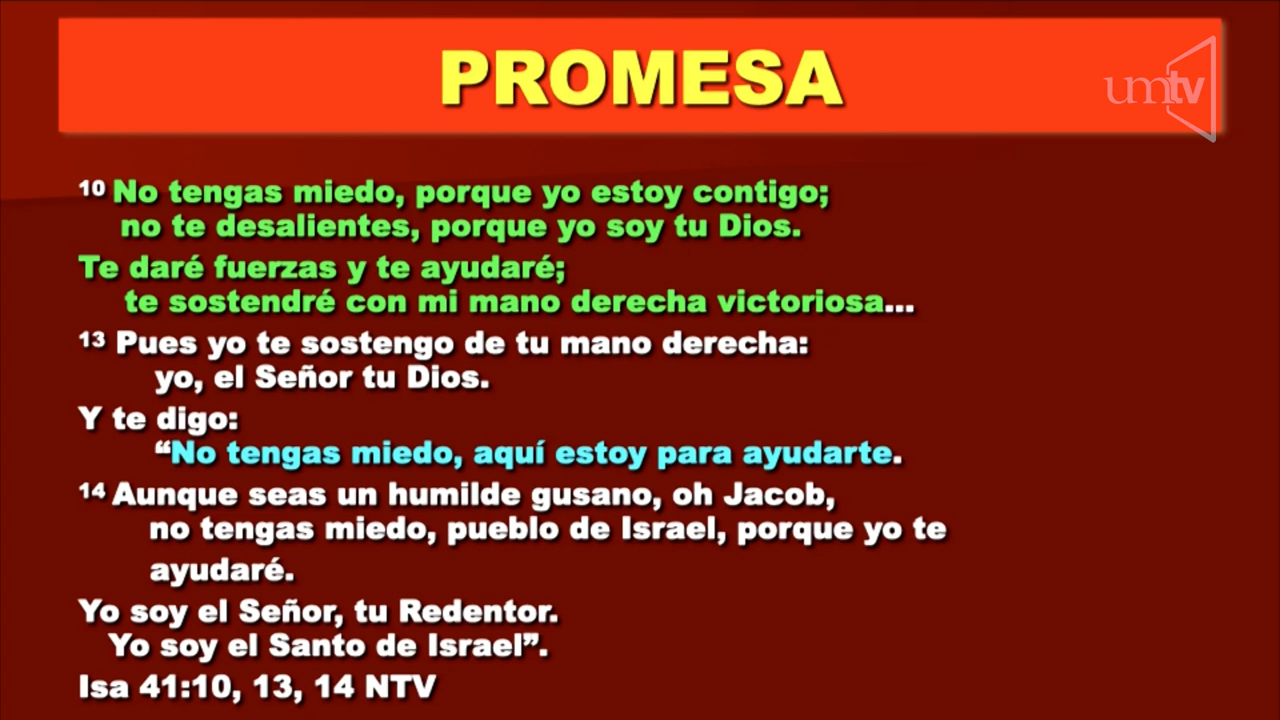 PROMESA
umtv
10 No tengas miedo, porque yo estoy contigo;
no te desalientes, porque yo soy tu Dios.
Te daré fuerzas y te ayudaré;
te sostendré con mi mano derecha victoriosa...
13 Pues yo te sostengo de tu mano derecha:
yo, el Señor tu Dios.
Y te digo:
“No tengas miedo, aquí estoy para ayudarte.
14 Aunque seas un humilde gusano, oh Jacob,
no tengas miedo, pueblo de Israel, porque yo te
ayudaré.
Yo soy el Señor, tu Redentor.
Yo soy el Santo de Israel”.
Isa 41:10, 13, 14 NTV